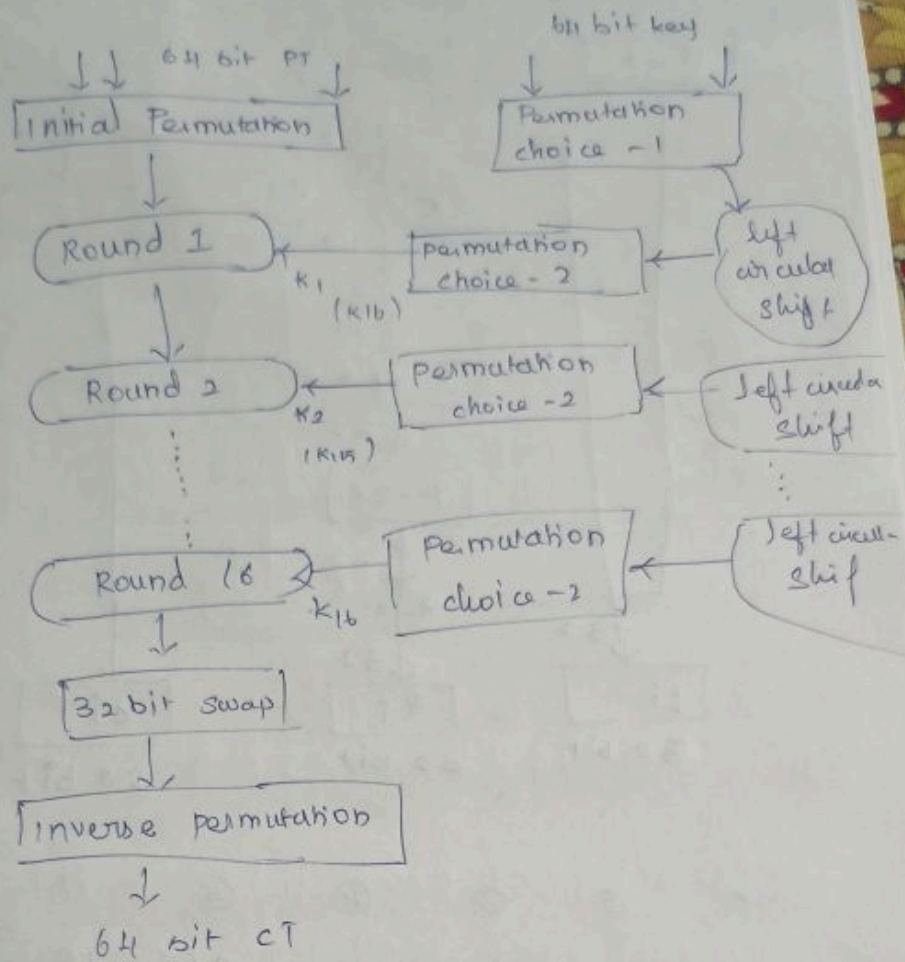 64 bit PT
64 bit key
Initial Permutation
Permutation
choice - 1
Round 1
K1
(K16)
permutation
choice - 2
left
circular
shift
Round 2
K2
(K15)
Permutation
choice - 2
left circula
shift
Round 16
K16
Permutation
choice - 2
left circul-
shif
32 bit swap
inverse permutation
64 bit CT